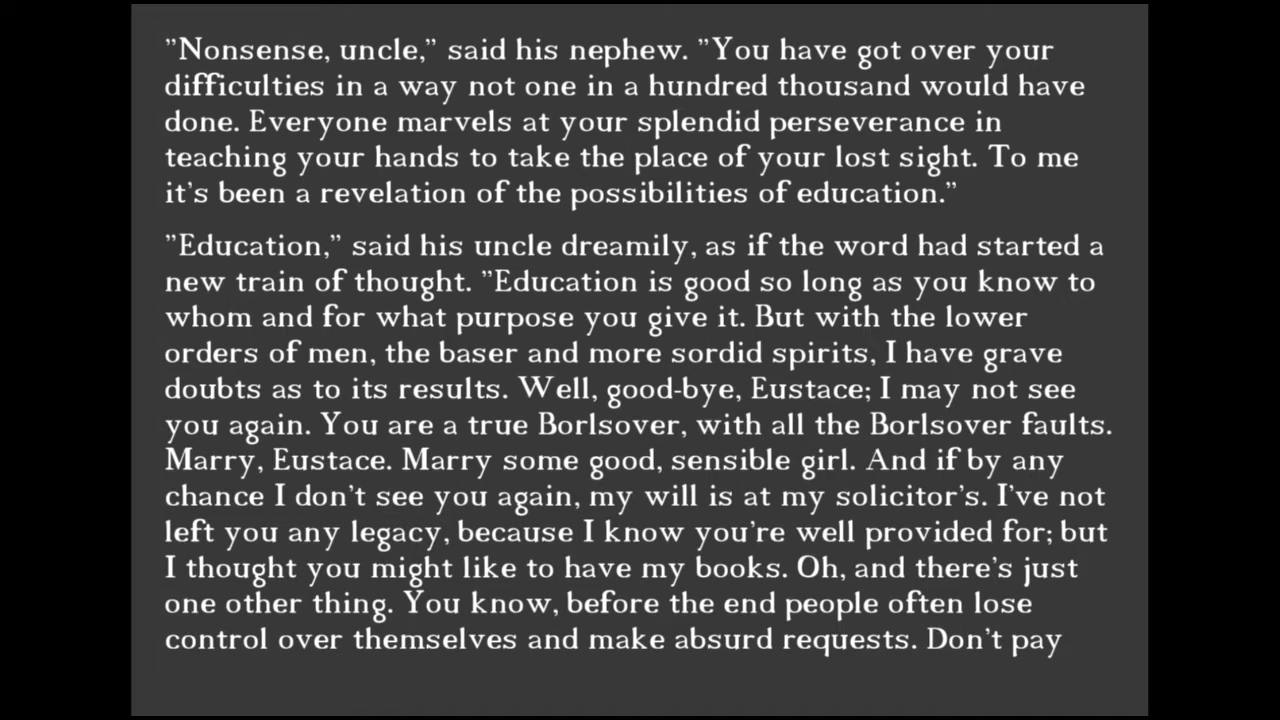 ”Nonsense, uncle,” said his nephew. ”You have got over your
difficulties in a way not one in a hundred thousand would have
done. Everyone marvels at your splendid perseverance in
teaching your hands to take the place of your lost sight. To me
it’s been a revelation of the possibilities of education.”
”Education,” said his uncle dreamily, as if the word had started a
new train of thought. ”Education is good so long as you know to
whom and for what purpose you give it. But with the lower
orders of men, the baser and more sordid spirits, I have grave
doubts as to its results. Well, good-bye, Eustace; I may not see
you again. You are a true Borlsover, with all the Borlsover faults.
Marry, Eustace. Marry some good, sensible girl. And if by any
chance I don’t see you again, my will is at my solicitor’s. I’ve not
left you any legacy, because I know you’re well provided for; but
I thought you might like to have my books. Oh, and there’s just
one other thing. You know, before the end people often lose
control over themselves and make absurd requests. Don’t pay